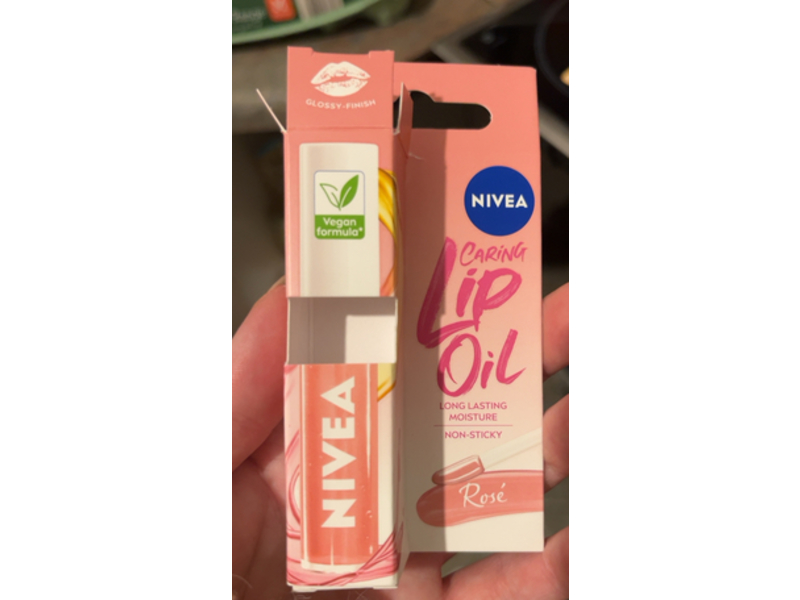 GLOSSY-FINISH
Vegan
formula*
NIVEA
NIVEA
CARING
Lip
Oil
LONG LASTING
MOISTURE
NON-STICKY
Rosé